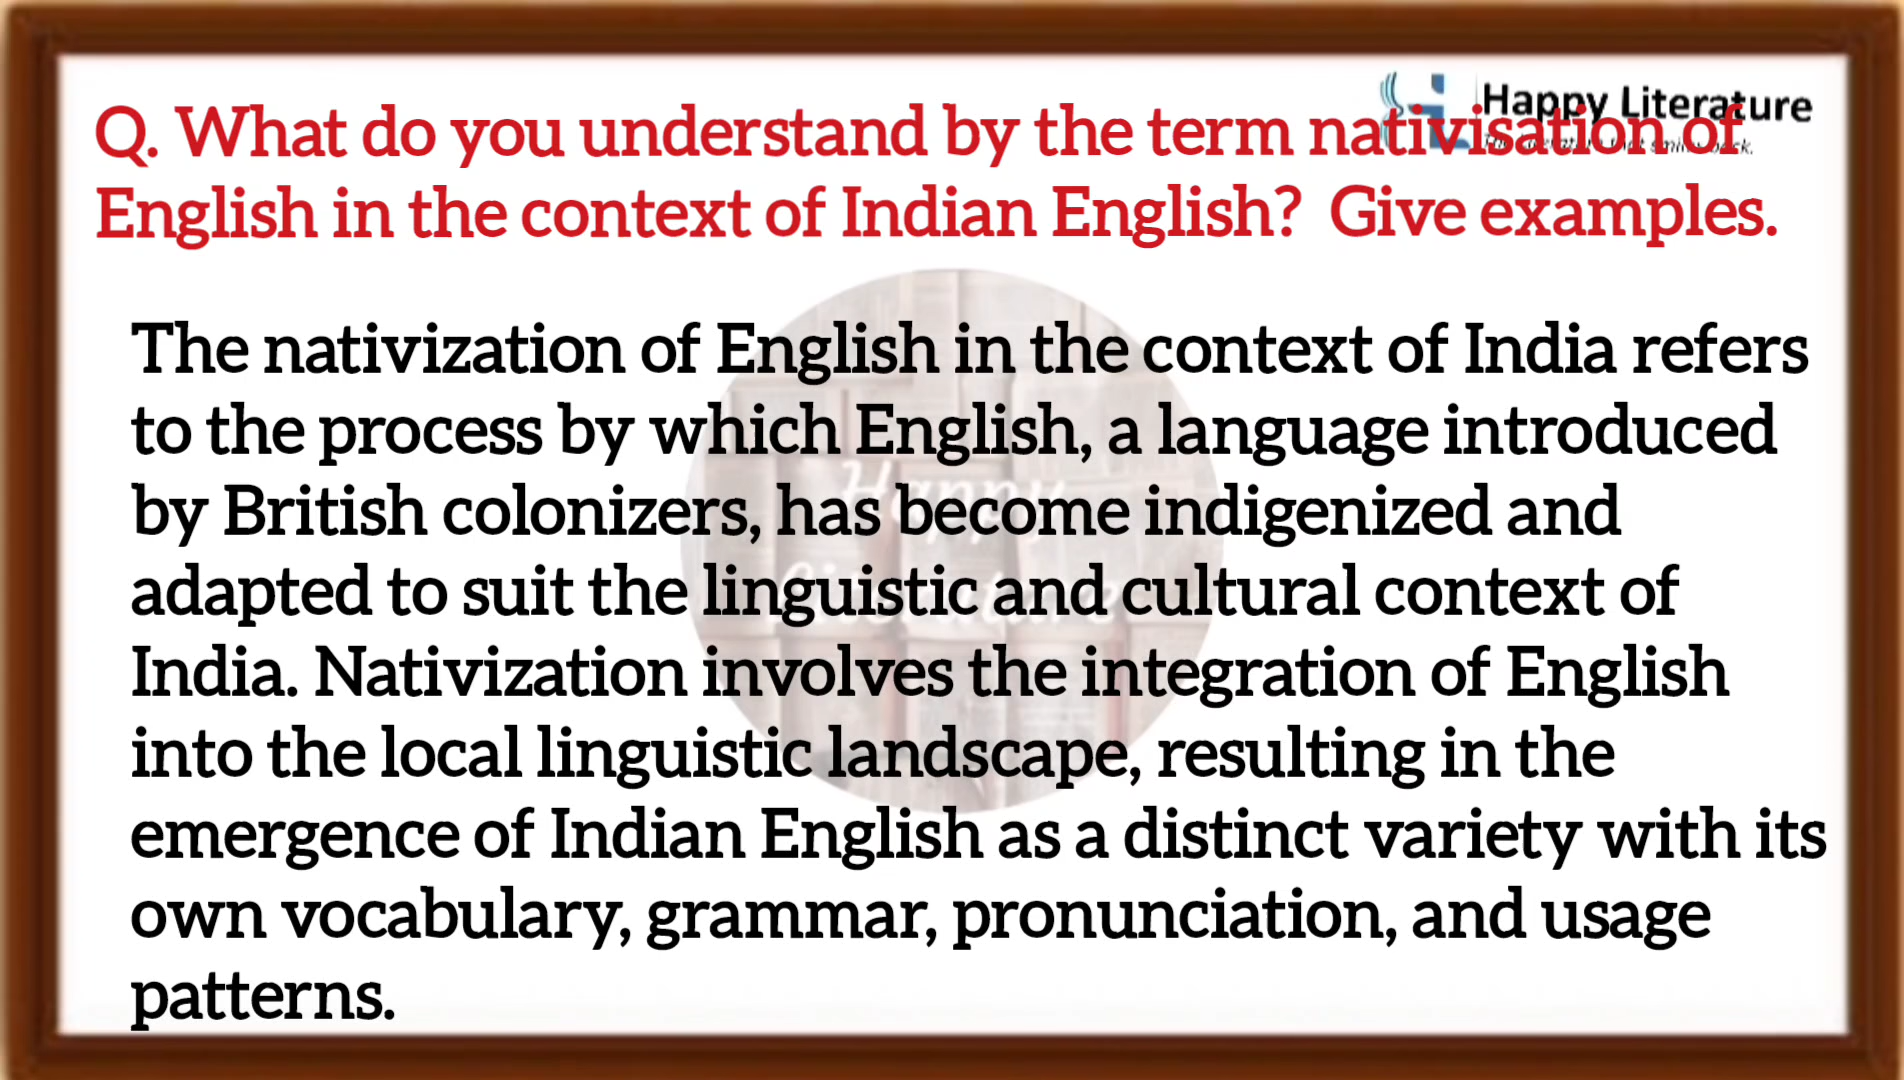 Happy Literature
Q. What do you understand by the term nativisation of
English in the context of Indian English? Give examples.
The nativization of English in the context of India refers
to the process by which English, a language introduced
by British colonizers, has become indigenized and
adapted to suit the linguistic and cultural context of
India. Nativization involves the integration of English
into the local linguistic landscape, resulting in the
emergence of Indian English as a distinct variety with its
own vocabulary, grammar, pronunciation, and usage
patterns.
Happy
Literature